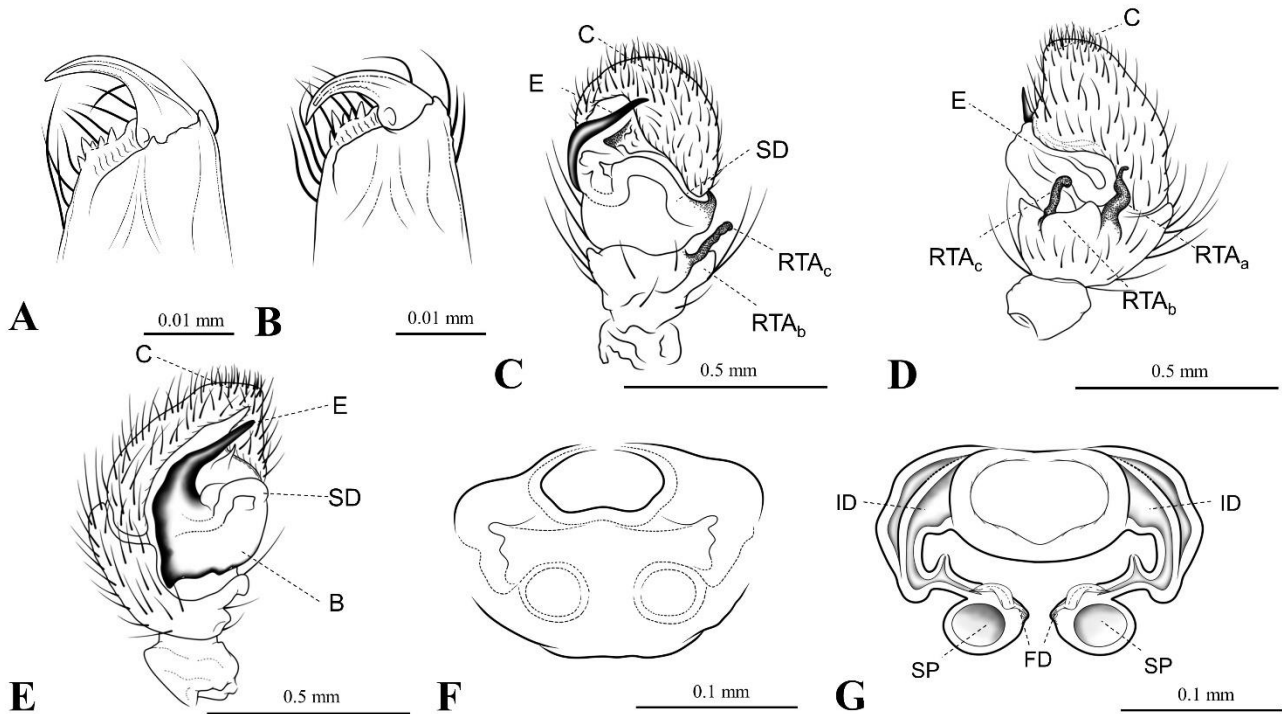 A
0.01 mm
B
0.01 mm
C
E
SD
RTAc
RTAb
C
0.5 mm
C
E
RTAc
RTAb
RTAa
D
0.5 mm
C
E
SD
B
E
0.5 mm
F
0.1 mm
ID
ID
SP
FD
SP
G
0.1 mm